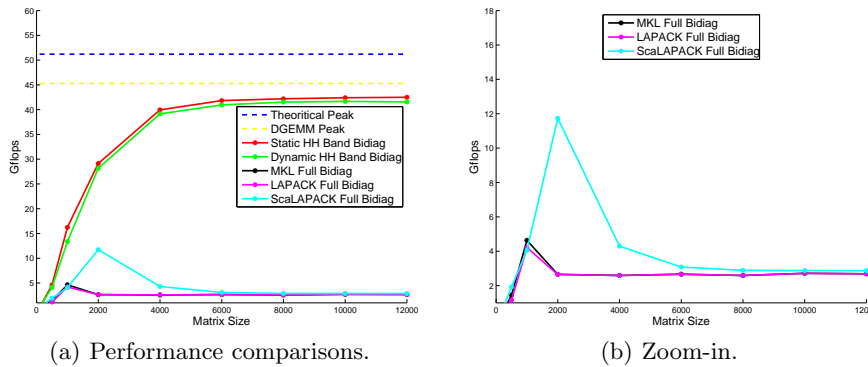 60
55
50
45
40
35
30
25
20
15
10
5
Gflops
0
2000
4000
6000
8000
10000
12000
Matrix Size
Theoritical Peak
DGEMM Peak
Static HH Band Bidiag
Dynamic HH Band Bidiag
MKL Full Bidiag
LAPACK Full Bidiag
ScaLAPACK Full Bidiag
(a) Performance comparisons.
18
16
14
12
10
8
6
4
2
Gflops
0
2000
4000
6000
8000
10000
Matrix Size
MKL Full Bidiag
LAPACK Full Bidiag
ScaLAPACK Full Bidiag
(b) Zoom-in.